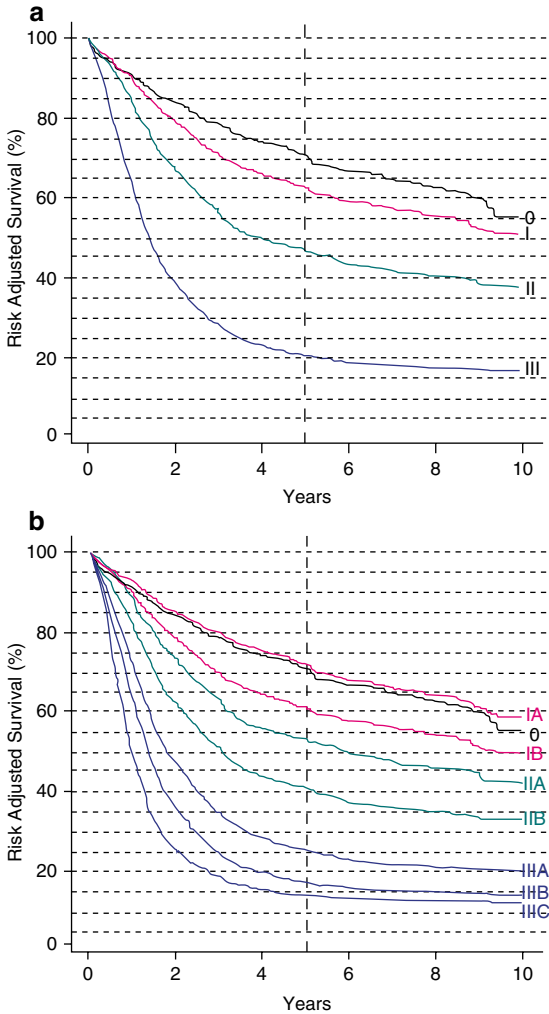 a
Risk Adjusted Survival (%)
100
80
60
40
20
0
0
I
II
III
0 2 4 6 8 10
Years
b
Risk Adjusted Survival (%)
100
80
60
40
20
0
IA
0
IB
IIA
IIB
IIIA
IIIB
IIIC
0 2 4 6 8 10
Years